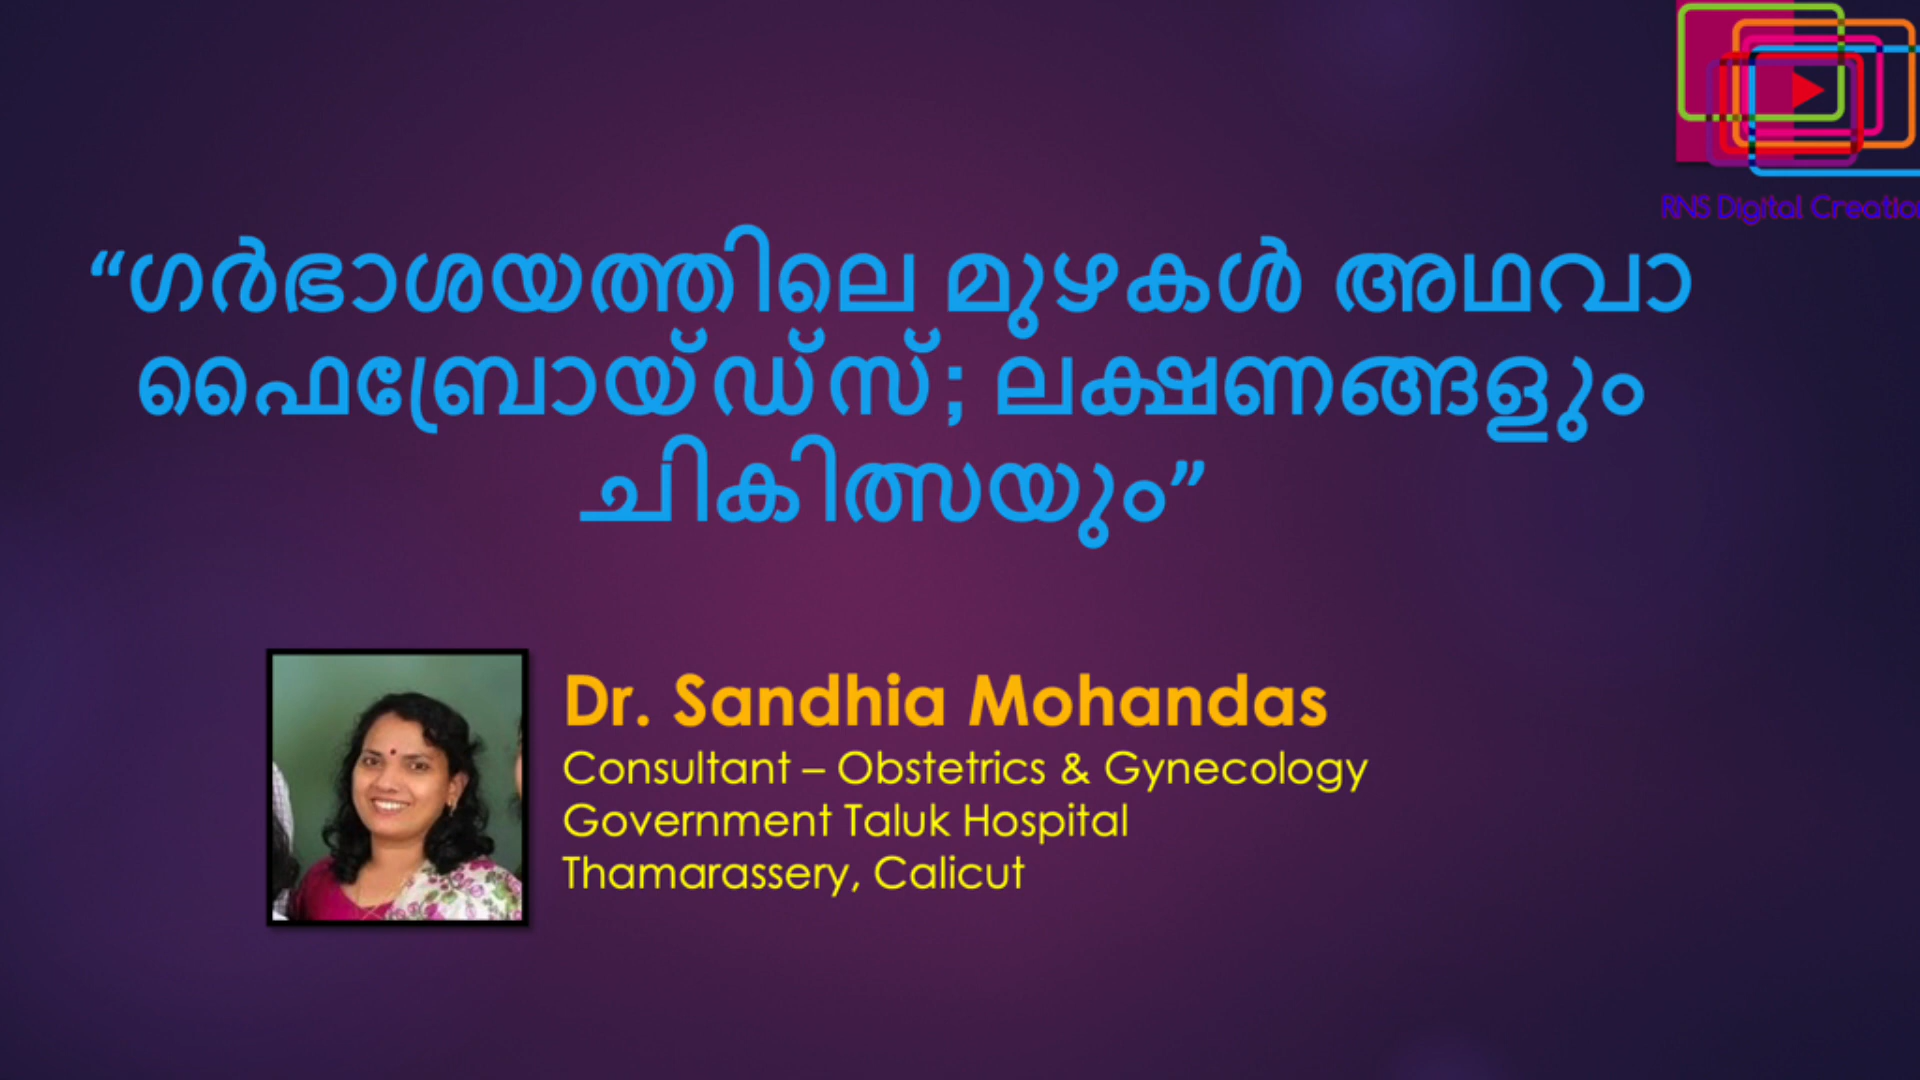 RNS Digital Creation
“ഗർഭാശയത്തിലെ മുഴകൾ അഥവാ
ഫൈബ്രോയ്ഡ്സ്; ലക്ഷണങ്ങളും
ചികിത്സയും”
Dr. Sandhia Mohandas
Consultant – Obstetrics & Gynecology
Government Taluk Hospital
Thamarassery, Calicut